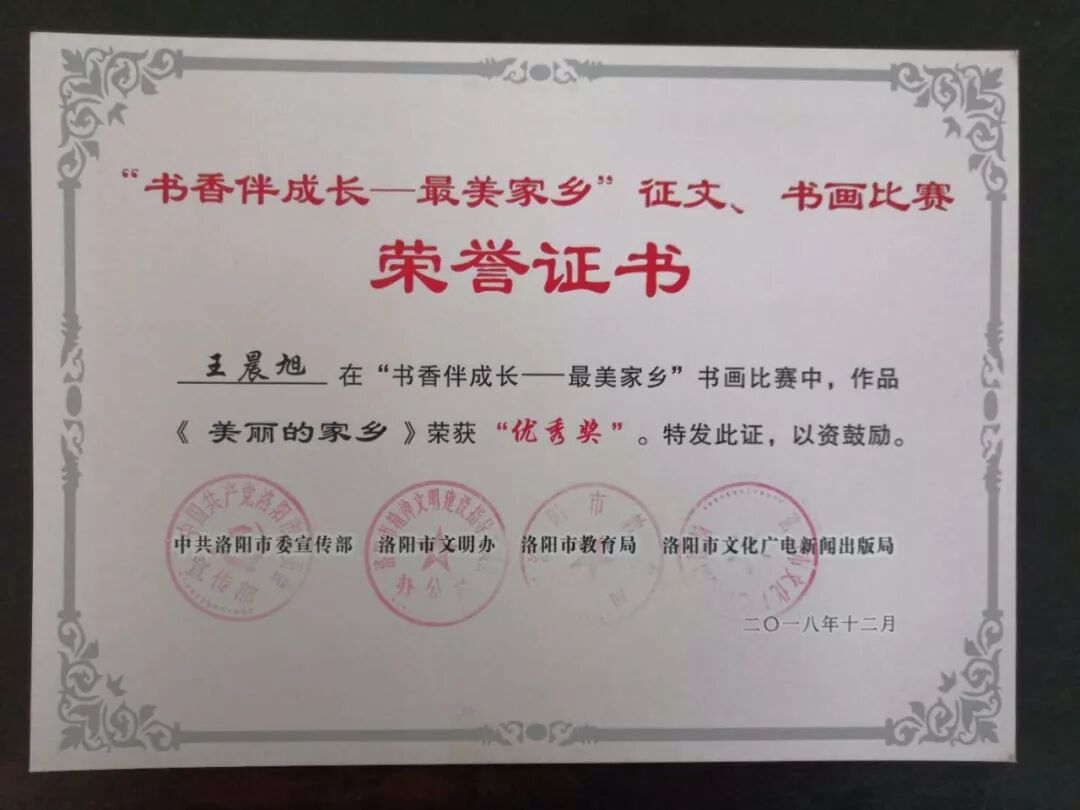 “书香伴成长—最美家乡”征文、书画比赛
荣誉证书
王晨旭 在“书香伴成长——最美家乡”书画比赛中，作品
《 美丽的家乡 》荣获 “优秀奖” 。特发此证，以资鼓励。
中共洛阳市委宣传部 洛阳市文明办 洛阳市教育局 洛阳市文化广电新闻出版局
二〇一八年十二月